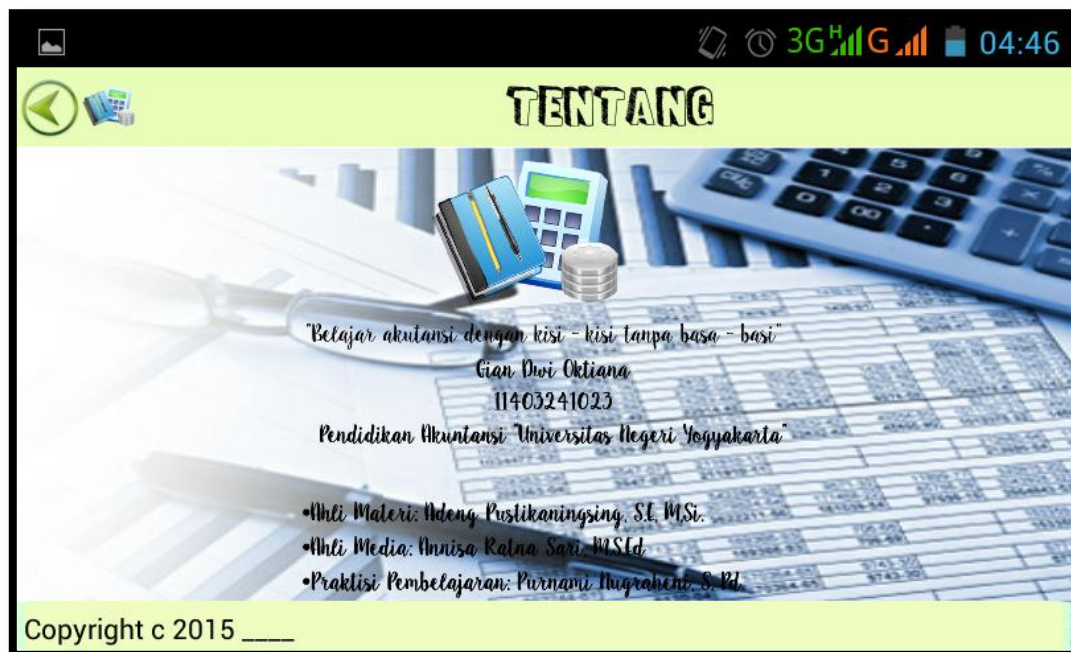 3G H G 04:46
TENTANG
"Belajar akutansi dengan kisi - kisi tanpa basa - basi"
Gian Dwi Oktiana
11403241023
Pendidikan Akuntansi "Universitas Negeri Yogyakarta"
•Ahli Materi: Adeng Pustikaningsing, S.E, M.Si.
•Ahli Media: Annisa Ratna Sari, M.S.Ed
•Praktisi Pembelajaran: Purnami Nugraheni, S. Pd.
Copyright c 2015 ____